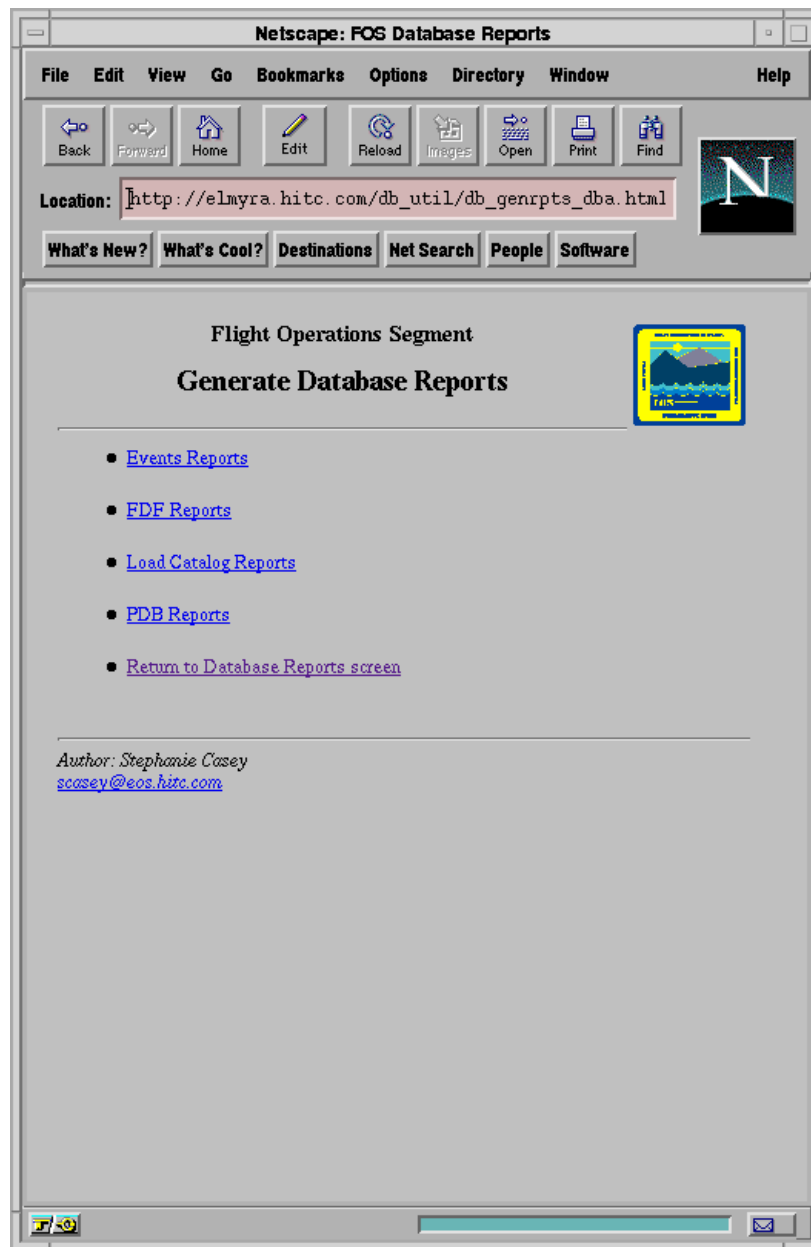 Netscape: FOS Database Reports
File Edit View Go Bookmarks Options Directory Window Help
Back Forward Home Edit Reload Images Open Print Find
N
Location: http://elmyra.hitc.com/db_util/db_genrpts_dba.html
What's New? What's Cool? Destinations Net Search People Software
Flight Operations Segment
Generate Database Reports
Events Reports
FDF Reports
Load Catalog Reports
PDB Reports
Return to Database Reports screen
Author: Stephanie Casey
scasey@eos.hitc.com